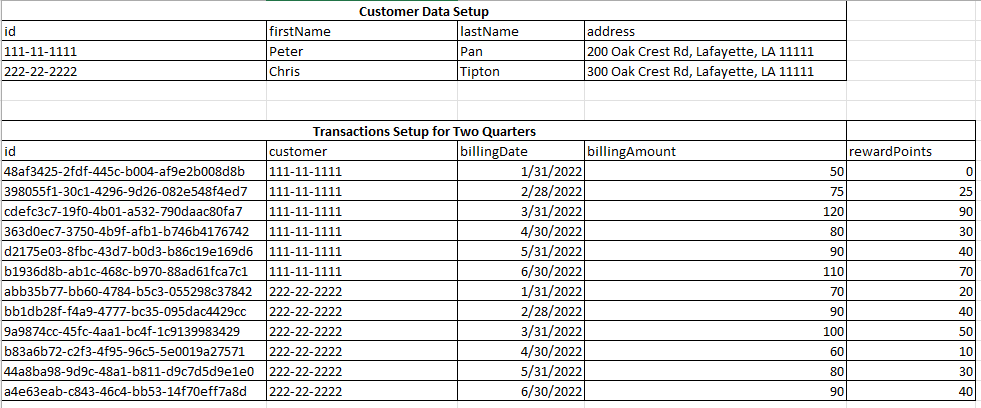 Customer Data Setup
id firstName lastName address
111-11-1111 Peter Pan 200 Oak Crest Rd, Lafayette, LA 11111
222-22-2222 Chris Tipton 300 Oak Crest Rd, Lafayette, LA 11111
Transactions Setup for Two Quarters
id customer billingDate billingAmount rewardPoints
48af3425-2fdf-445c-b004-af9e2b008d8b 111-11-1111 1/31/2022 50 0
398055f1-30c1-4296-9d26-082e548f4ed7 111-11-1111 2/28/2022 75 25
cdefc3c7-19f0-4b01-a532-790daac80fa7 111-11-1111 3/31/2022 120 90
363d0ec7-3750-4b9f-afb1-b746b4176742 111-11-1111 4/30/2022 80 30
d2175e03-8fbc-43d7-b0d3-b86c19e169d6 111-11-1111 5/31/2022 90 40
b1936d8b-ab1c-468c-b970-88ad61fca7c1 111-11-1111 6/30/2022 110 70
abb35b77-bb60-4784-b5c3-055298c37842 222-22-2222 1/31/2022 70 20
bb1db28f-f4a9-4777-bc35-095dac4429cc 222-22-2222 2/28/2022 90 40
9a9874cc-45fc-4aa1-bc4f-1c9139983429 222-22-2222 3/31/2022 100 50
b83a6b72-c2f3-4f95-96c5-5e0019a27571 222-22-2222 4/30/2022 60 10
44a8ba98-9d9c-48a1-b811-d9c7d5d9e1e0 222-22-2222 5/31/2022 80 30
a4e63eab-c843-46c4-bb53-14f70eff7a8d 222-22-2222 6/30/2022 90 40